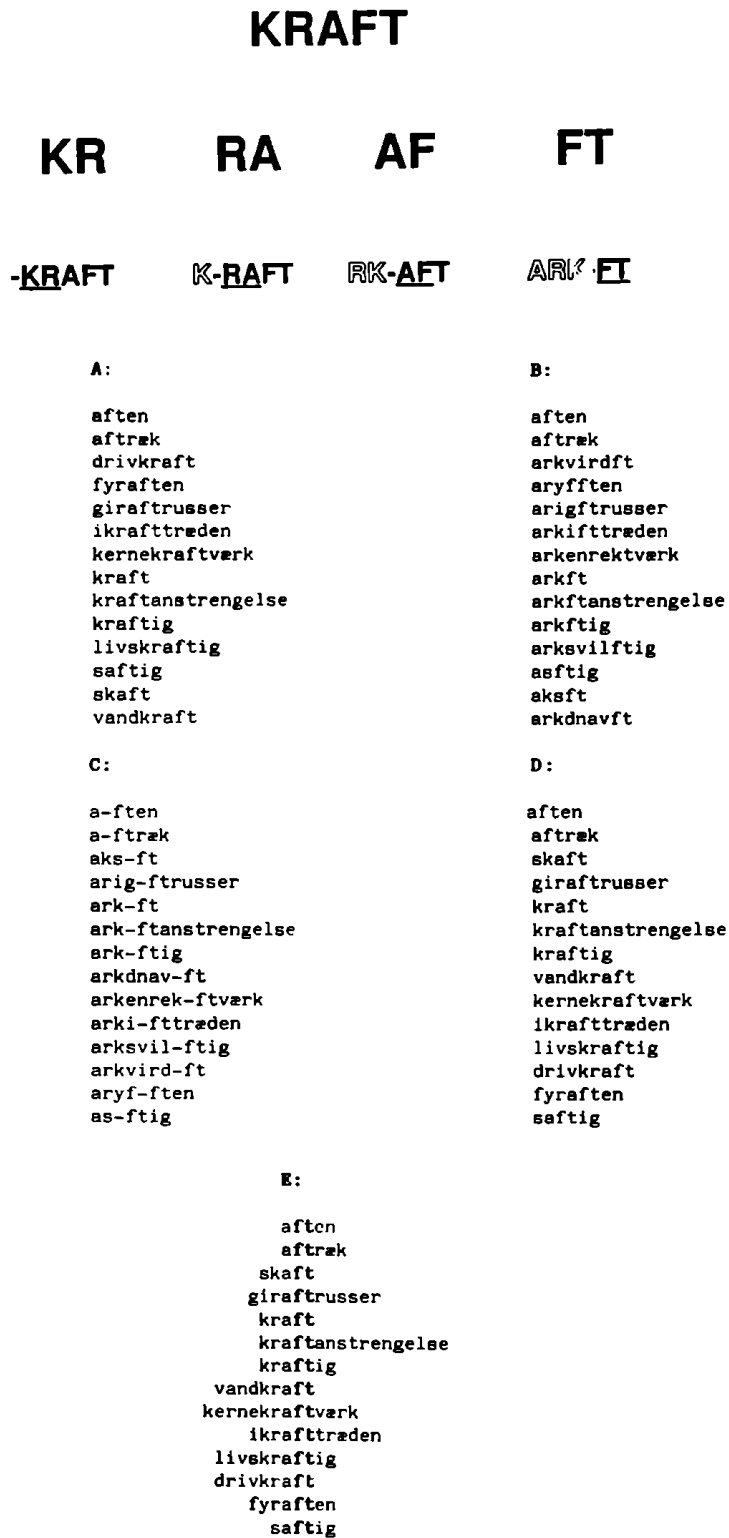 KRAFT
KR RA AF FT
-KRAFT K-RAFT RK-AFT ARK-FT
A:
aften
aftræk
drivkraft
fyraften
giraftrusser
ikrafttræden
kernekraftværk
kraft
kraftanstrengelse
kraftig
livskraftig
saftig
skaft
vandkraft
B:
aften
aftræk
arkvirdft
aryfften
arigftrusser
arkifttræden
arkenrektværk
arkft
arkftanstrengelse
arkftig
arksvilftig
asftig
aksft
arkdnavft
C:
a-ften
a-ftræk
aks-ft
arig-ftrusser
ark-ft
ark-ftanstrengelse
ark-ftig
arkdnav-ft
arkenrek-ftværk
arki-fttræden
arksvil-ftig
arkvird-ft
aryf-ften
as-ftig
D:
aften
aftræk
skaft
giraftrusser
kraft
kraftanstrengelse
kraftig
vandkraft
kernekraftværk
ikrafttræden
livskraftig
drivkraft
fyraften
saftig
E:
aften
aftræk
skaft
giraftrusser
kraft
kraftanstrengelse
kraftig
vandkraft
kernekraftværk
ikrafttræden
livskraftig
drivkraft
fyraften
saftig